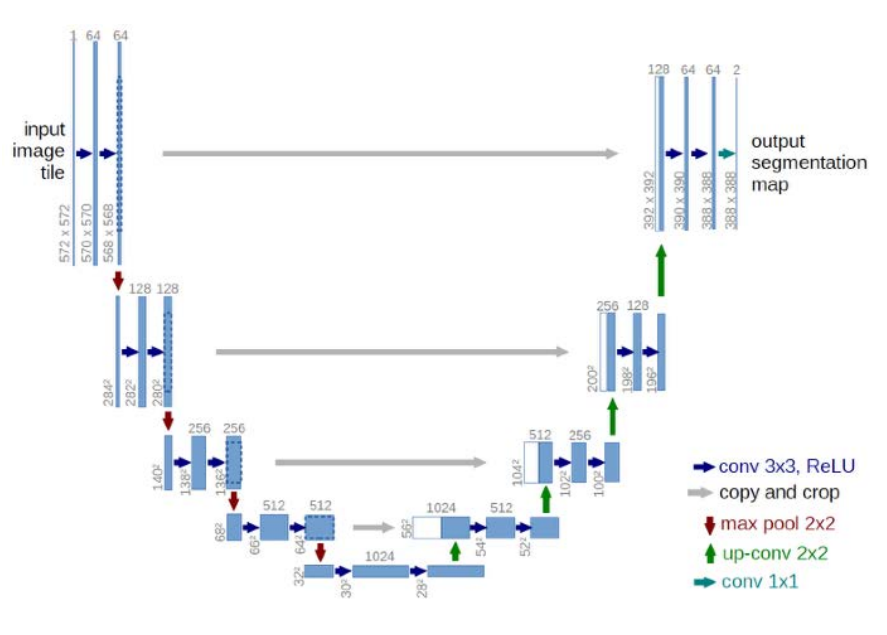 1 64 64
input
image
tile
572 x 572
570 x 570
568 x 568
128 64 64 2
output
segmentation
map
392 x 392
390 x 390
388 x 388
388 x 388
128 128
284²
282²
280²
256 128
200²
198²
196²
256 256
140²
138²
136²
512 256
104²
102²
100²
512 512
68²
66²
64²
1024 512
56²
54²
52²
1024
32²
30²
28²
conv 3x3, ReLU
copy and crop
max pool 2x2
up-conv 2x2
conv 1x1